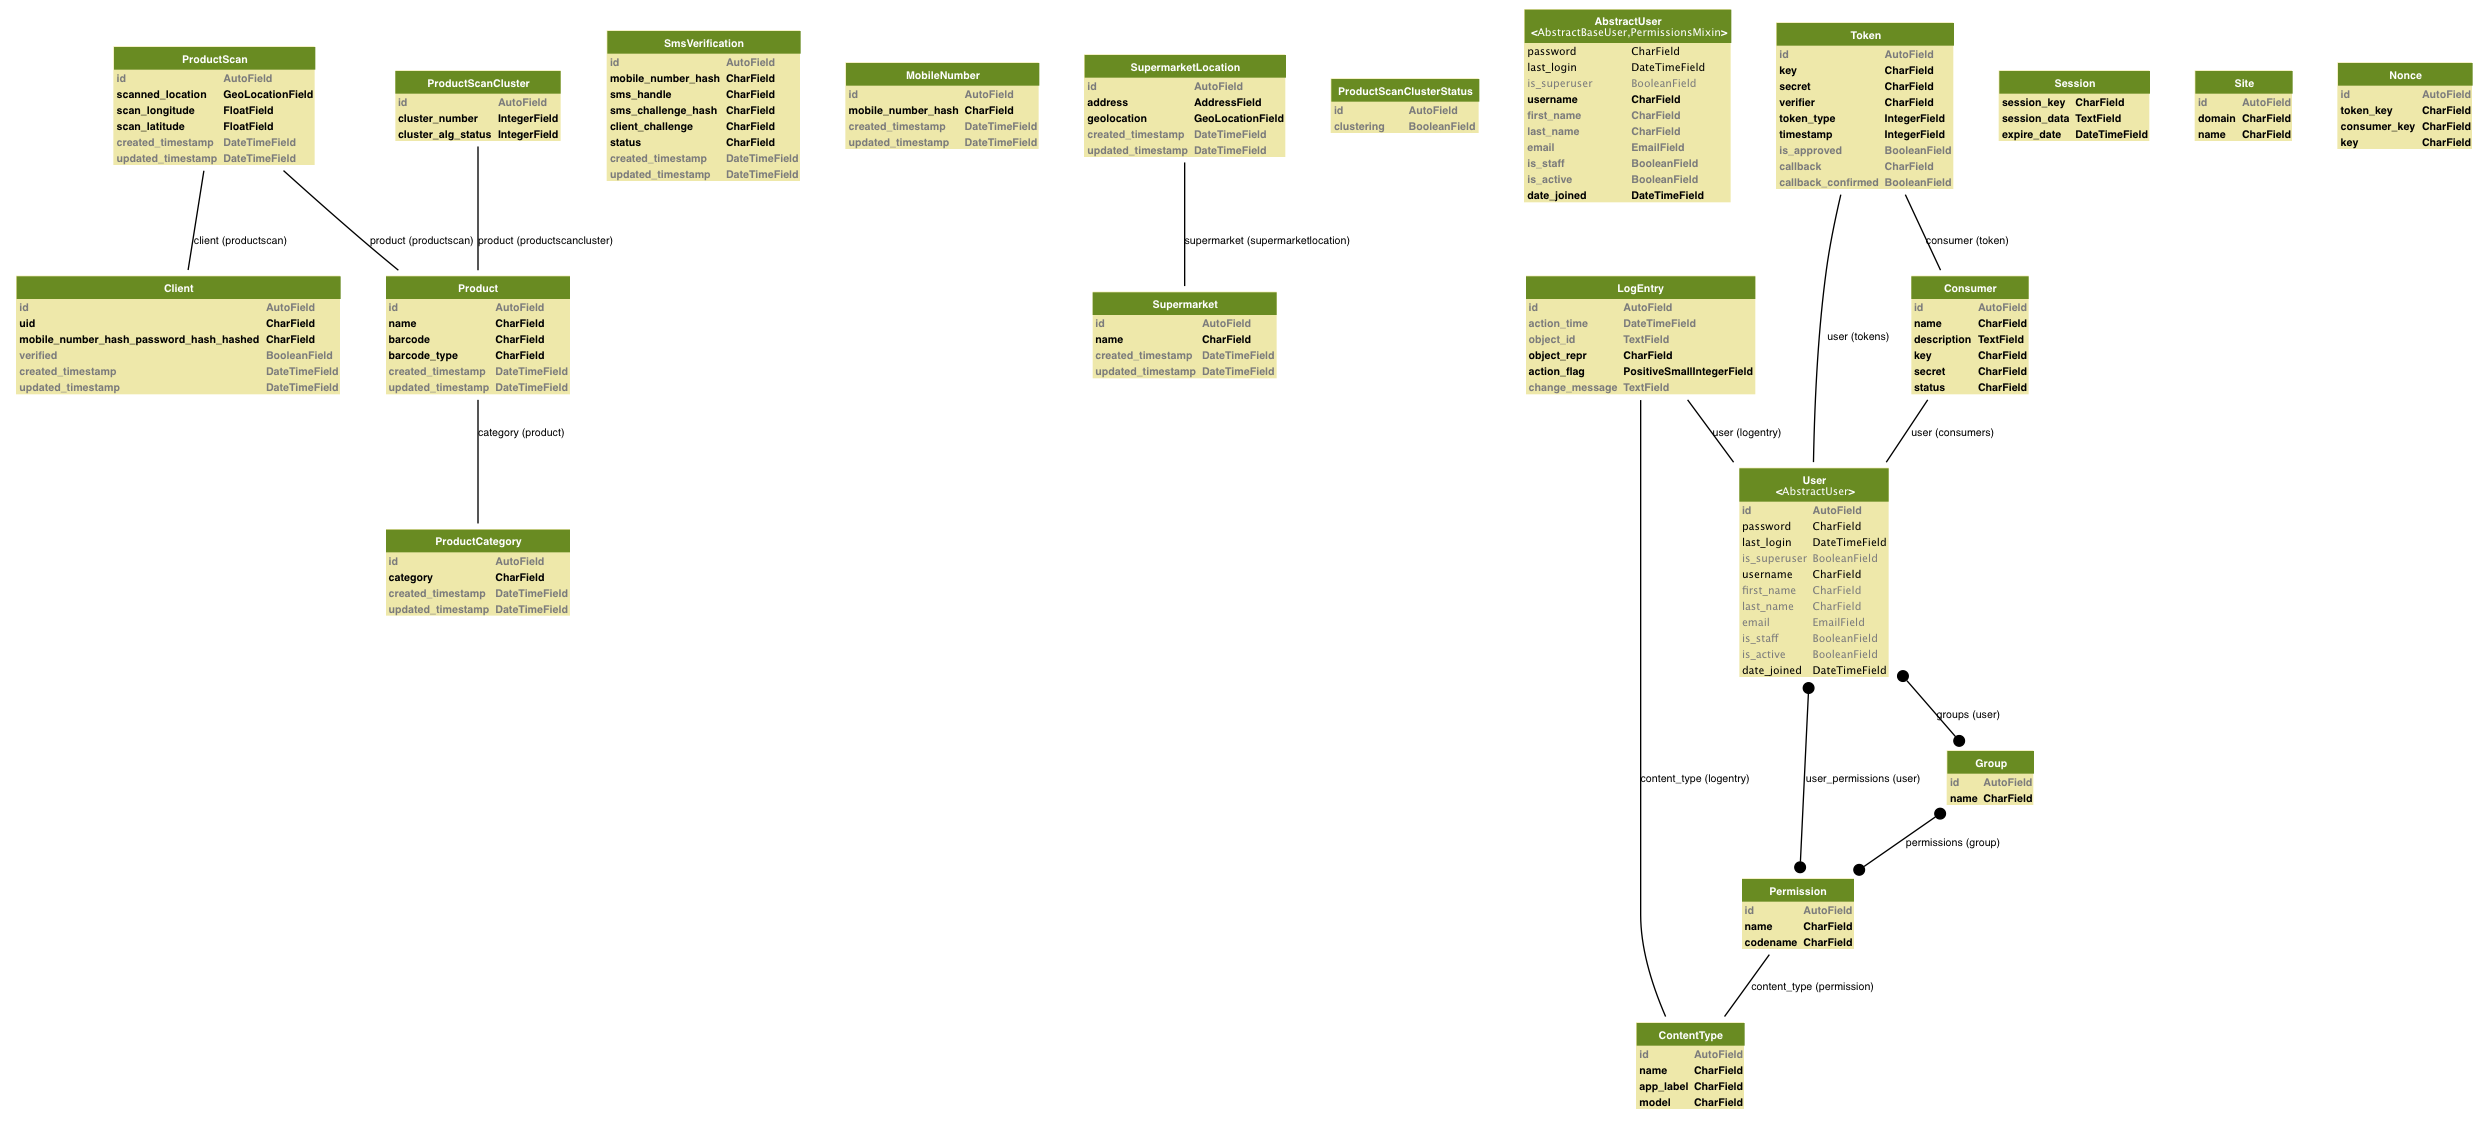 ProductScan
id AutoField
scanned_location GeoLocationField
scan_longitude FloatField
scan_latitude FloatField
created_timestamp DateTimeField
updated_timestamp DateTimeField
ProductScanCluster
id AutoField
cluster_number IntegerField
cluster_alg_status IntegerField
SmsVerification
id AutoField
mobile_number_hash CharField
sms_handle CharField
sms_challenge_hash CharField
client_challenge CharField
status CharField
created_timestamp DateTimeField
updated_timestamp DateTimeField
MobileNumber
id AutoField
mobile_number_hash CharField
created_timestamp DateTimeField
updated_timestamp DateTimeField
SupermarketLocation
id AutoField
address AddressField
geolocation GeoLocationField
created_timestamp DateTimeField
updated_timestamp DateTimeField
ProductScanClusterStatus
id AutoField
clustering BooleanField
AbstractUser
<AbstractBaseUser,PermissionsMixin>
password CharField
last_login DateTimeField
is_superuser BooleanField
username CharField
first_name CharField
last_name CharField
email EmailField
is_staff BooleanField
is_active BooleanField
date_joined DateTimeField
Token
id AutoField
key CharField
secret CharField
verifier CharField
token_type IntegerField
timestamp IntegerField
is_approved BooleanField
callback CharField
callback_confirmed BooleanField
Session
session_key CharField
session_data TextField
expire_date DateTimeField
Site
id AutoField
domain CharField
name CharField
Nonce
id AutoField
token_key CharField
consumer_key CharField
key CharField
client (productscan)
product (productscan)
product (productscancluster)
supermarket (supermarketlocation)
consumer (token)
user (tokens)
Client
id AutoField
uid CharField
mobile_number_hash_password_hash_hashed CharField
verified BooleanField
created_timestamp DateTimeField
updated_timestamp DateTimeField
Product
id AutoField
name CharField
barcode CharField
barcode_type CharField
created_timestamp DateTimeField
updated_timestamp DateTimeField
Supermarket
id AutoField
name CharField
created_timestamp DateTimeField
updated_timestamp DateTimeField
LogEntry
id AutoField
action_time DateTimeField
object_id TextField
object_repr CharField
action_flag PositiveSmallIntegerField
change_message TextField
Consumer
id AutoField
name CharField
description TextField
key CharField
secret CharField
status CharField
category (product)
user (logentry)
user (consumers)
ProductCategory
id AutoField
category CharField
created_timestamp DateTimeField
updated_timestamp DateTimeField
User
<AbstractUser>
id AutoField
password CharField
last_login DateTimeField
is_superuser BooleanField
username CharField
first_name CharField
last_name CharField
email EmailField
is_staff BooleanField
is_active BooleanField
date_joined DateTimeField
groups (user)
content_type (logentry)
user_permissions (user)
Group
id AutoField
name CharField
permissions (group)
Permission
id AutoField
name CharField
codename CharField
content_type (permission)
ContentType
id AutoField
name CharField
app_label CharField
model CharField